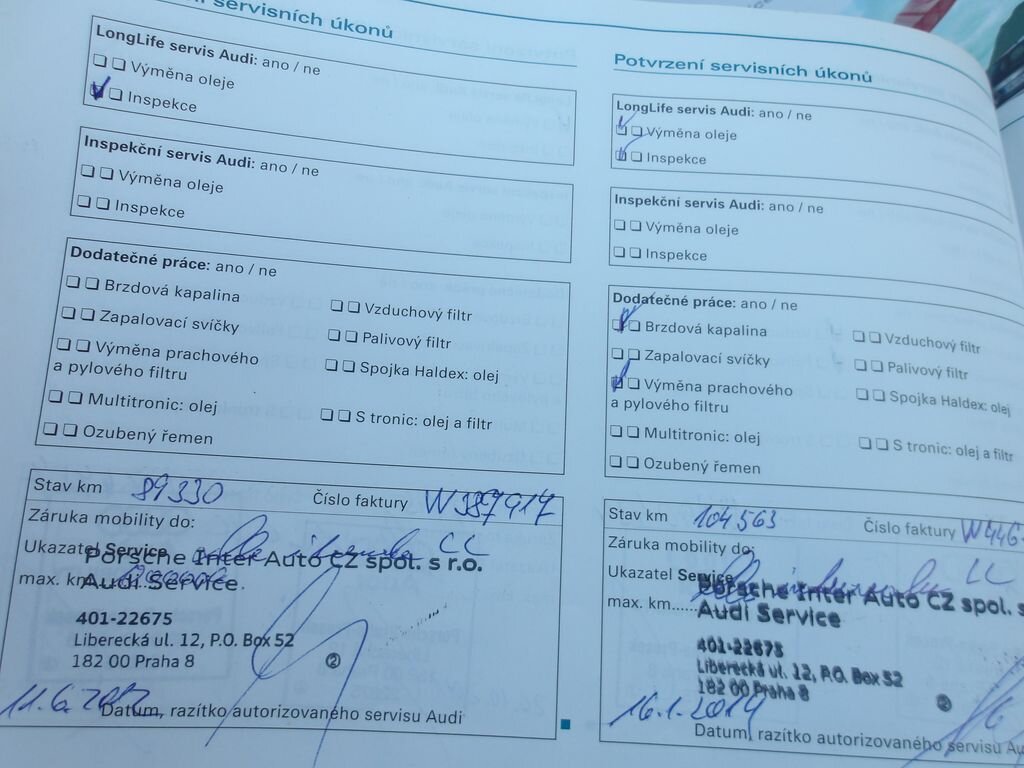 servisních úkonů
LongLife servis Audi: ano / ne
Výměna oleje
Inspekce
Inspekční servis Audi: ano / ne
Výměna oleje
Inspekce
Dodatečné práce: ano / ne
Brzdová kapalina
Vzduchový filtr
Zapalovací svíčky
Palivový filtr
Výměna prachového
a pylového filtru
Spojka Haldex: olej
Multitronic: olej
S tronic: olej a filtr
Ozubený řemen
Stav km 89330 Číslo faktury W387917
Záruka mobility do:
Ukazatel Service
Porsche Inter Auto CZ spol. s r.o.
max. km
Audi Service
401-22675
Liberecká ul. 12, P.O. Box 52
182 00 Praha 8
②
11.6.2012
Datum, razítko autorizovaného servisu Audi
Potvrzení servisních úkonů
LongLife servis Audi: ano / ne
Výměna oleje
Inspekce
Inspekční servis Audi: ano / ne
Výměna oleje
Inspekce
Dodatečné práce: ano / ne
Brzdová kapalina
Vzduchový filtr
Zapalovací svíčky
Palivový filtr
Výměna prachového
a pylového filtru
Spojka Haldex: olej
Multitronic: olej
S tronic: olej a filtr
Ozubený řemen
Stav km 104563 Číslo faktury W446
Záruka mobility do:
Ukazatel Service
Porsche Inter Auto CZ spol. s
max. km......
Audi Service
401-22675
Liberecká ul. 12, P.O. Box 52
182 00 Praha 8
②
16.1.2014
Datum, razítko autorizovaného servisu Au